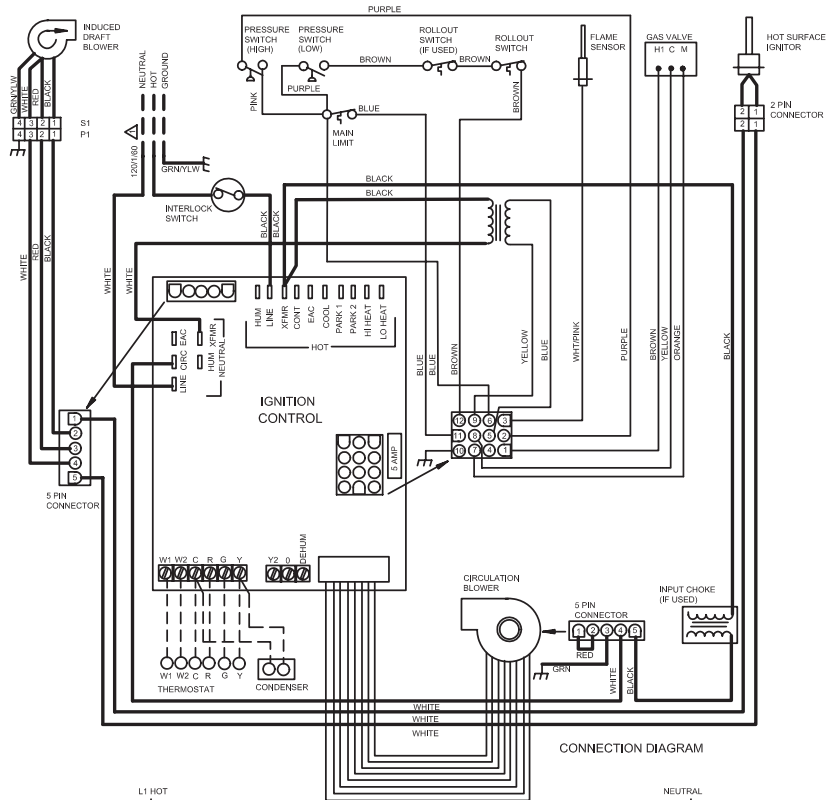 PURPLE
INDUCED
DRAFT
BLOWER
NEUTRAL
HOT
GROUND
PRESSURE
SWITCH
(HIGH)
PRESSURE
SWITCH
(LOW)
ROLLOUT
SWITCH
(IF USED)
ROLLOUT
SWITCH
FLAME
SENSOR
GAS VALVE
H1 C M
HOT SURFACE
IGNITOR
BROWN
BROWN
GRN/YLW
WHITE
RED
BLACK
PINK
PURPLE
BLUE
BROWN
MAIN
LIMIT
2 PIN
CONNECTOR
2 1
2 1
4 3 2 1
4 3 2 1
S1
P1
1
120/1/60
GRN/YLW
INTERLOCK
SWITCH
BLACK
BLACK
BLACK
BLACK
WHITE
RED
BLACK
WHITE
WHITE
HUM
LINE
XFMR
CONT
EAC
COOL
PARK 1
PARK 2
HI HEAT
LO HEAT
HOT
EAC
XFMR
CIRC
HUM
LINE
NEUTRAL
BLUE
BLUE
BROWN
YELLOW
BLUE
WHT/PINK
PURPLE
BROWN
YELLOW
ORANGE
BLACK
IGNITION
CONTROL
5 AMP
12 9 6 3
11 8 5 2
10 7 4 1
1
2
3
4
5
5 PIN
CONNECTOR
W1 W2 C R G Y
Y2 0 DEHUM
W1 W2 C R G Y
THERMOSTAT
CONDENSER
CIRCULATION
BLOWER
5 PIN
CONNECTOR
1 2 3 4 5
RED
GRN
WHITE
BLACK
INPUT CHOKE
(IF USED)
WHITE
WHITE
WHITE
CONNECTION DIAGRAM
L1 HOT
NEUTRAL